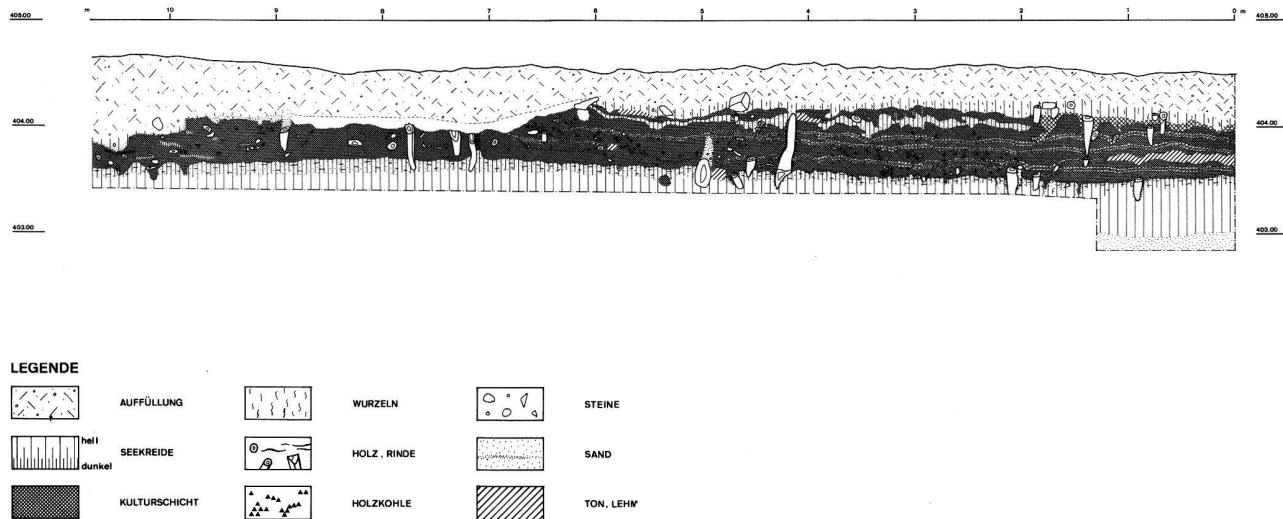 m 10 9 8 7 6 5 4 3 2 1 0 m
405.00 405.00
404.00 404.00
403.00 403.00
LEGENDE
AUFFÜLLUNG WURZELN STEINE
hell
SEEKREIDE HOLZ, RINDE SAND
dunkel
KULTURSCHICHT HOLZKOHLE TON, LEHM